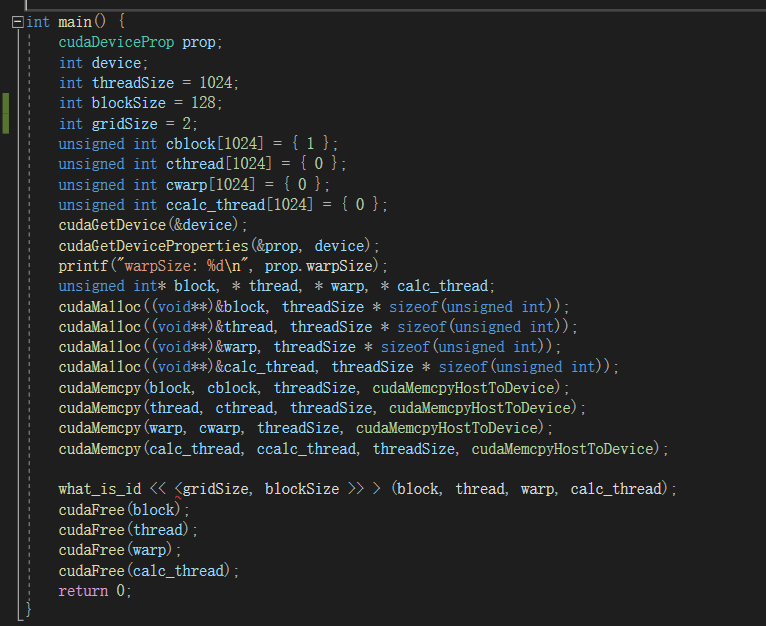 int main() {
cudaDeviceProp prop;
int device;
int threadSize = 1024;
int blockSize = 128;
int gridSize = 2;
unsigned int cblock[1024] = { 1 };
unsigned int cthread[1024] = { 0 };
unsigned int cwarp[1024] = { 0 };
unsigned int ccalc_thread[1024] = { 0 };
cudaGetDevice(&device);
cudaGetDeviceProperties(&prop, device);
printf("warpSize: %d\n", prop.warpSize);
unsigned int* block, * thread, * warp, * calc_thread;
cudaMalloc((void**)&block, threadSize * sizeof(unsigned int));
cudaMalloc((void**)&thread, threadSize * sizeof(unsigned int));
cudaMalloc((void**)&warp, threadSize * sizeof(unsigned int));
cudaMalloc((void**)&calc_thread, threadSize * sizeof(unsigned int));
cudaMemcpy(block, cblock, threadSize, cudaMemcpyHostToDevice);
cudaMemcpy(thread, cthread, threadSize, cudaMemcpyHostToDevice);
cudaMemcpy(warp, cwarp, threadSize, cudaMemcpyHostToDevice);
cudaMemcpy(calc_thread, ccalc_thread, threadSize, cudaMemcpyHostToDevice);
what_is_id << <gridSize, blockSize >> > (block, thread, warp, calc_thread);
cudaFree(block);
cudaFree(thread);
cudaFree(warp);
cudaFree(calc_thread);
return 0;
}